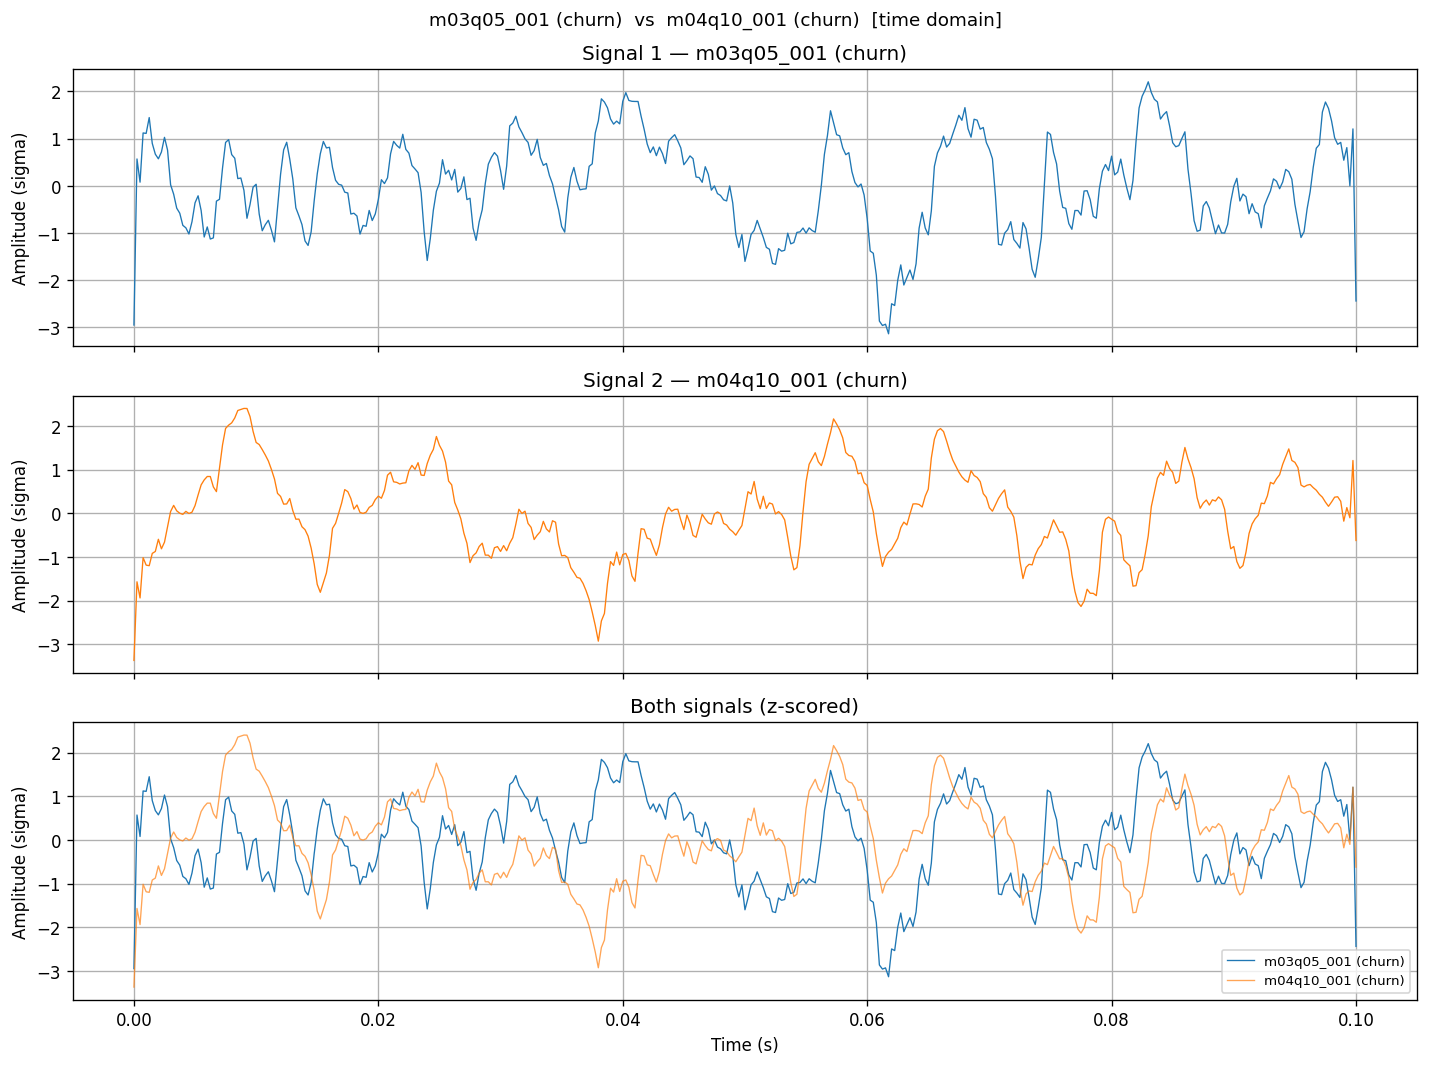 m03q05_001 (churn)  vs  m04q10_001 (churn)  [time domain]
Signal 1 — m03q05_001 (churn)
Amplitude (sigma)
2
1
0
−1
−2
−3
Signal 2 — m04q10_001 (churn)
Amplitude (sigma)
2
1
0
−1
−2
−3
Both signals (z-scored)
Amplitude (sigma)
2
1
0
−1
−2
−3
m03q05_001 (churn)
m04q10_001 (churn)
0.00 0.02 0.04 0.06 0.08 0.10
Time (s)